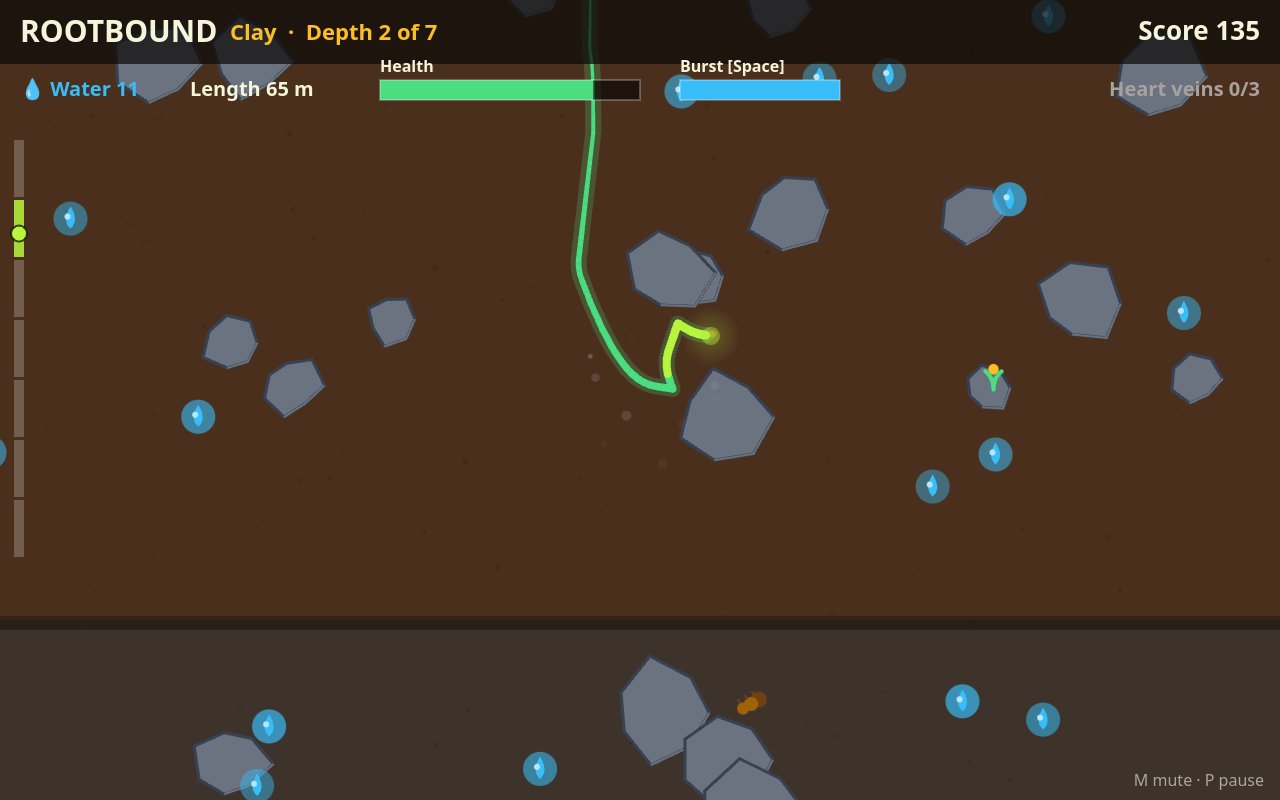 ROOTBOUND Clay · Depth 2 of 7 Score 135
Health Burst [Space]
Water 11 Length 65 m Heart veins 0/3
M mute · P pause